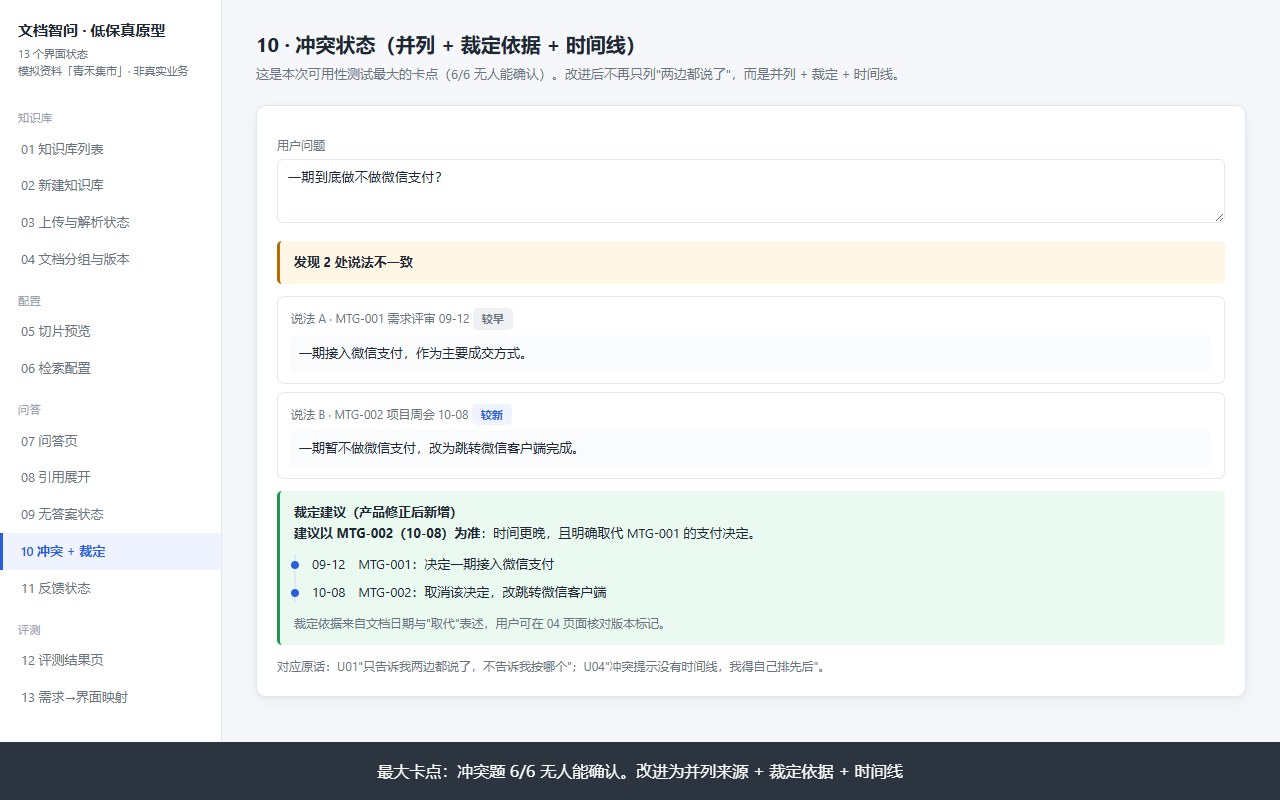 文档智问 · 低保真原型
13 个界面状态
模拟资料「青禾集市」· 非真实业务
知识库
01 知识库列表
02 新建知识库
03 上传与解析状态
04 文档分组与版本
配置
05 切片预览
06 检索配置
问答
07 问答页
08 引用展开
09 无答案状态
10 冲突 + 裁定
11 反馈状态
评测
12 评测结果页
13 需求→界面映射
10 · 冲突状态（并列 + 裁定依据 + 时间线）
这是本次可用性测试最大的卡点（6/6 无人能确认）。改进后不再只列"两边都说了"，而是并列 + 裁定 + 时间线。
用户问题
一期到底做不做微信支付？
发现 2 处说法不一致
说法 A · MTG-001 需求评审 09-12 较早
一期接入微信支付，作为主要成交方式。
说法 B · MTG-002 项目周会 10-08 较新
一期暂不做微信支付，改为跳转微信客户端完成。
裁定建议（产品修正后新增）
建议以 MTG-002（10-08）为准：时间更晚，且明确取代 MTG-001 的支付决定。
09-12 MTG-001：决定一期接入微信支付
10-08 MTG-002：取消该决定，改跳转微信客户端
裁定依据来自文档日期与"取代"表述，用户可在 04 页面核对版本标记。
对应原话：U01"只告诉我两边都说了，不告诉我按哪个"；U04"冲突提示没有时间线，我得自己排先后"。
最大卡点：冲突题 6/6 无人能确认。改进为并列来源 + 裁定依据 + 时间线